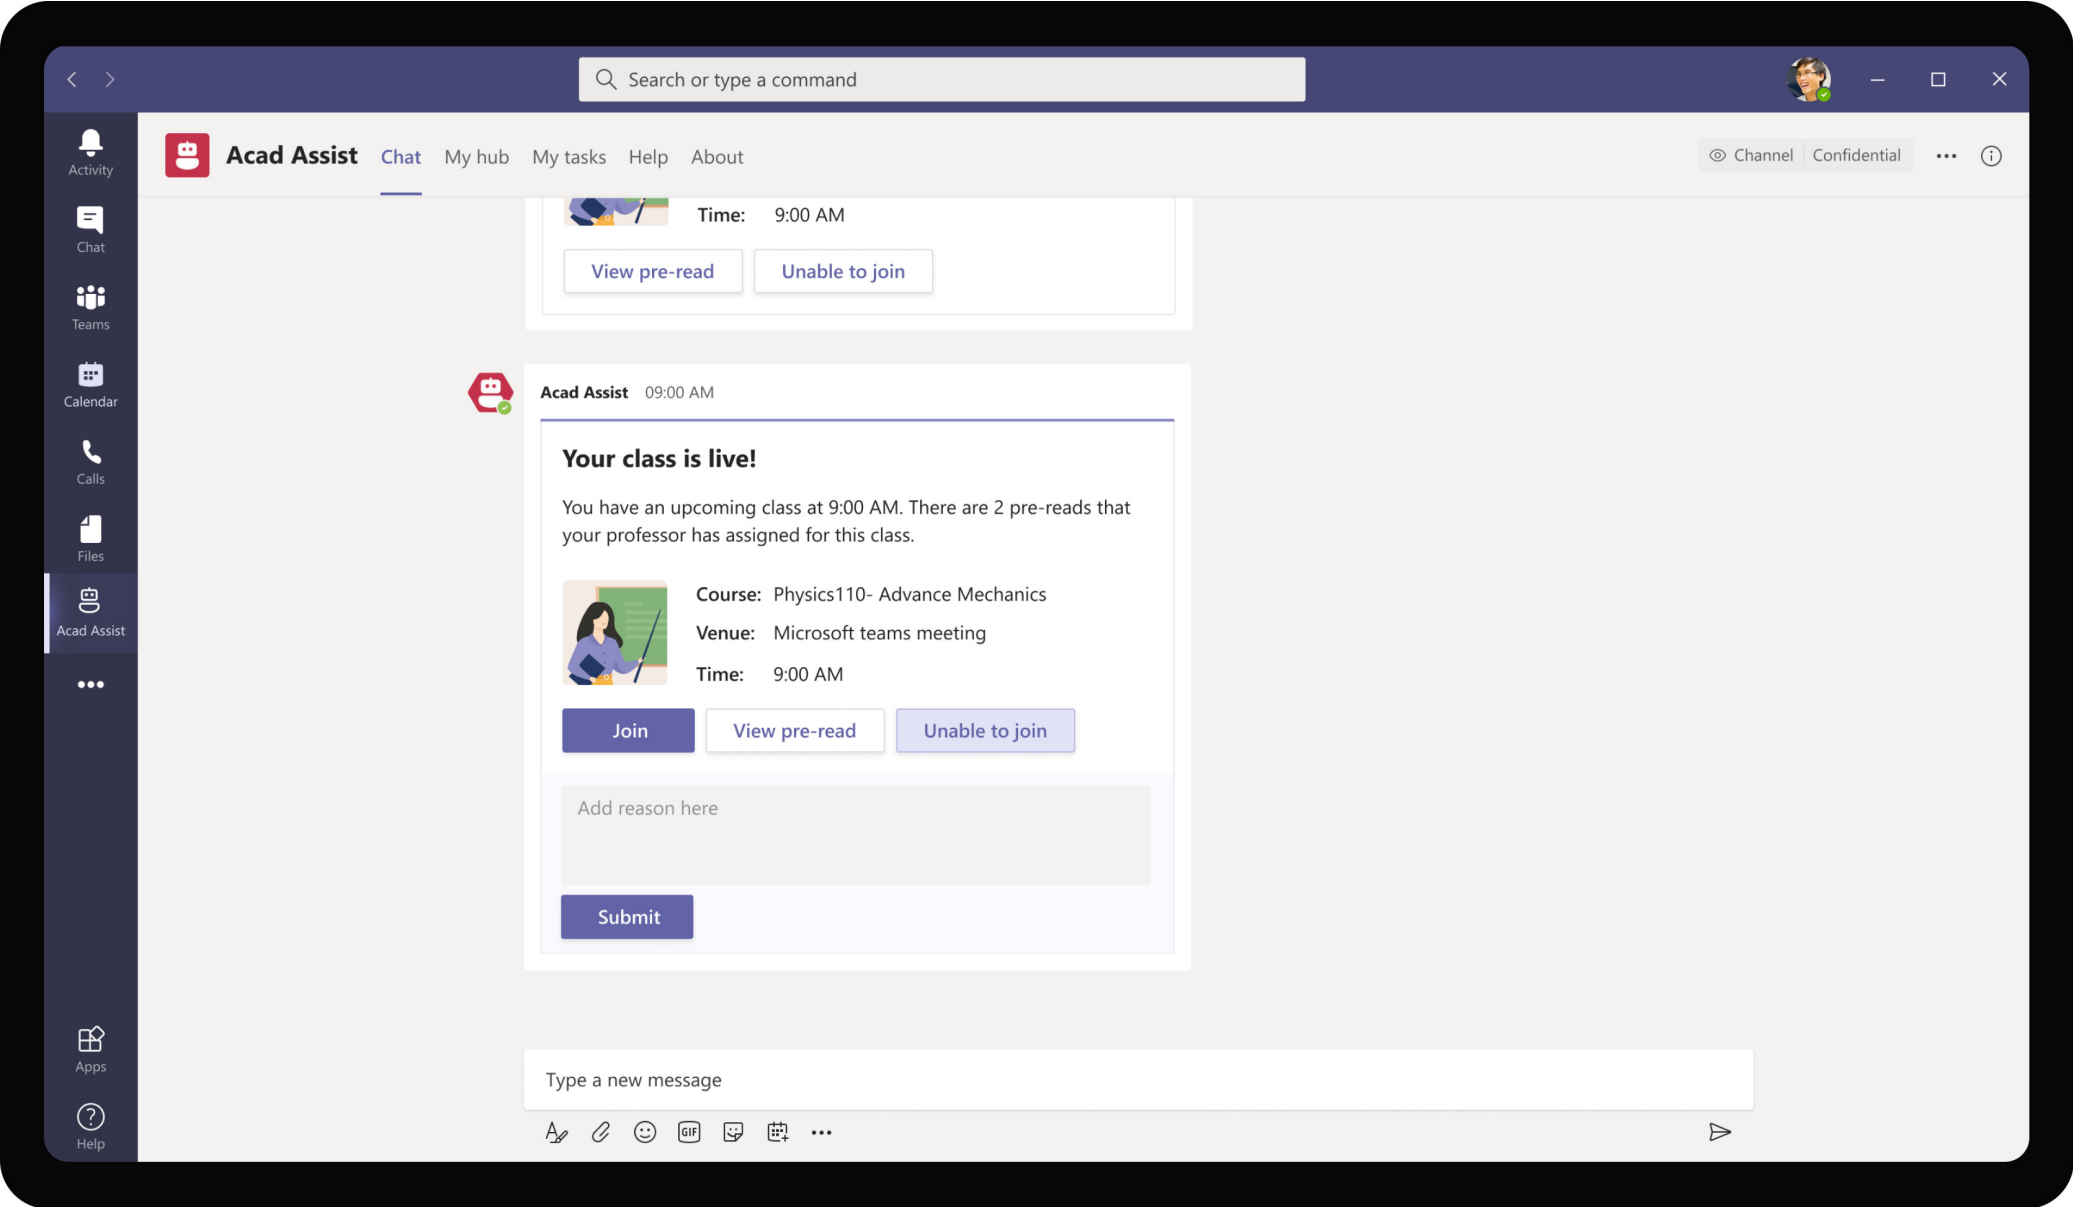 Search or type a command
Activity
Chat
Teams
Calendar
Calls
Files
Acad Assist
Apps
Help
Acad Assist Chat My hub My tasks Help About
Channel Confidential
Time: 9:00 AM
View pre-read Unable to join
Acad Assist 09:00 AM
Your class is live!
You have an upcoming class at 9:00 AM. There are 2 pre-reads that
your professor has assigned for this class.
Course: Physics110- Advance Mechanics
Venue: Microsoft teams meeting
Time: 9:00 AM
Join View pre-read Unable to join
Add reason here
Submit
Type a new message
GIF